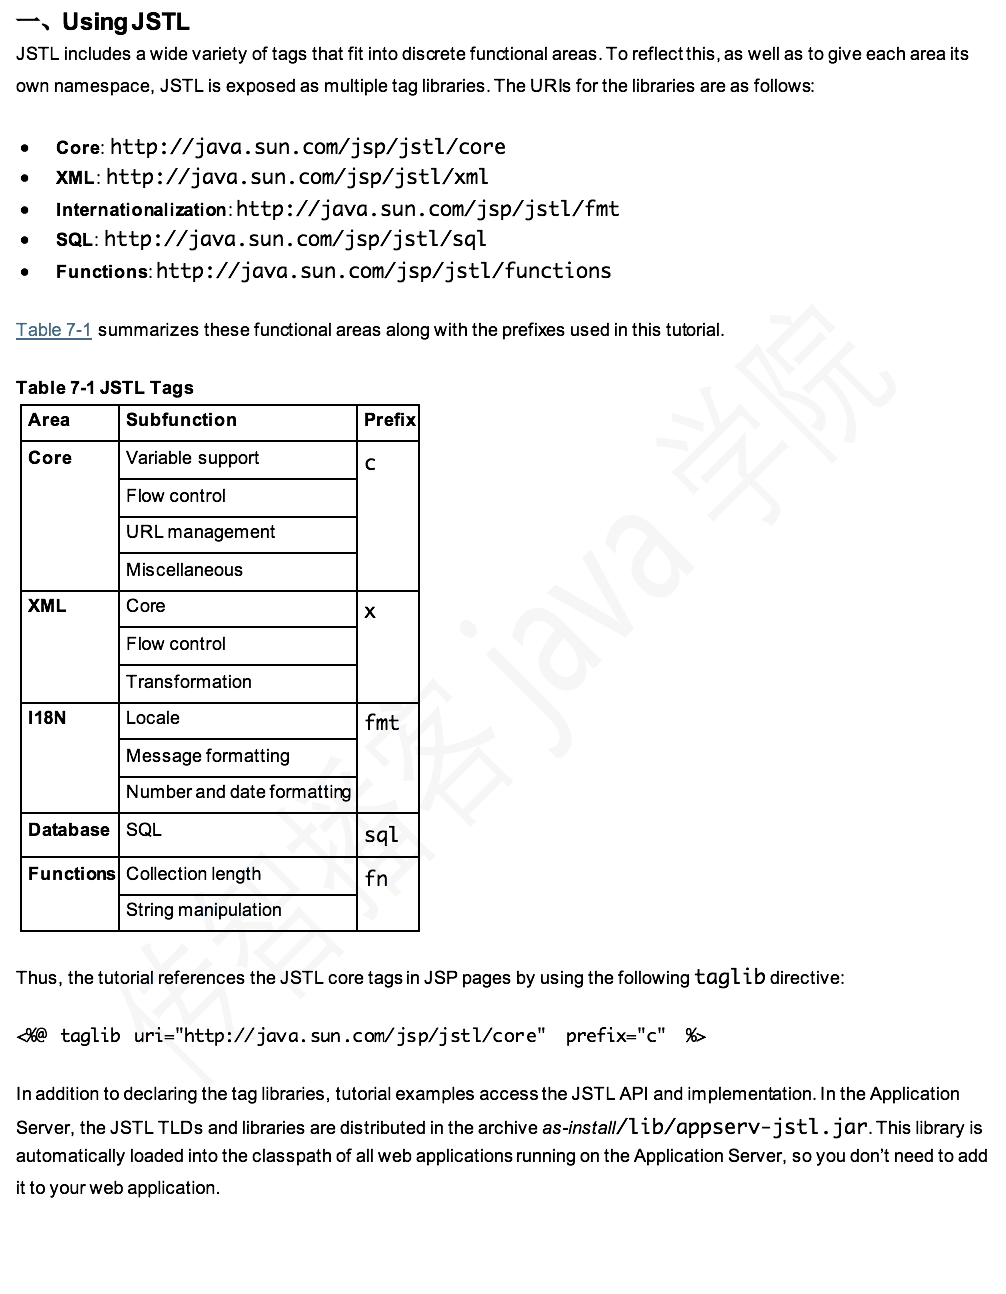 一、Using JSTL
JSTL includes a wide variety of tags that fit into discrete functional areas. To reflect this, as well as to give each area its
own namespace, JSTL is exposed as multiple tag libraries. The URIs for the libraries are as follows:
• Core: http://java.sun.com/jsp/jstl/core
• XML: http://java.sun.com/jsp/jstl/xml
• Internationalization: http://java.sun.com/jsp/jstl/fmt
• SQL: http://java.sun.com/jsp/jstl/sql
• Functions: http://java.sun.com/jsp/jstl/functions
Table 7-1 summarizes these functional areas along with the prefixes used in this tutorial.
Table 7-1 JSTL Tags
Area Subfunction Prefix
Core Variable support c
Flow control
URL management
Miscellaneous
XML Core x
Flow control
Transformation
I18N Locale fmt
Message formatting
Number and date formatting
Database SQL sql
Functions Collection length fn
String manipulation
Thus, the tutorial references the JSTL core tags in JSP pages by using the following taglib directive:
<%@ taglib uri="http://java.sun.com/jsp/jstl/core" prefix="c" %>
In addition to declaring the tag libraries, tutorial examples access the JSTL API and implementation. In the Application
Server, the JSTL TLDs and libraries are distributed in the archive as-install/lib/appserv-jstl.jar. This library is
automatically loaded into the classpath of all web applications running on the Application Server, so you don't need to add
it to your web application.
传智播客 java 学院